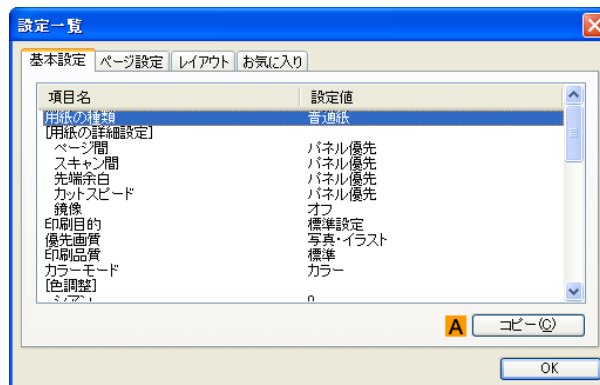 設定一覧
基本設定 ページ設定 レイアウト お気に入り
項目名 設定値
用紙の種類 普通紙
[用紙の詳細設定]
ページ間 パネル優先
スキャン間 パネル優先
先端余白 パネル優先
カットスピード パネル優先
鏡像 オフ
印刷目的 標準設定
優先画質 写真・イラスト
印刷品質 標準
カラーモード カラー
[色調整]
A コピー(C)
OK